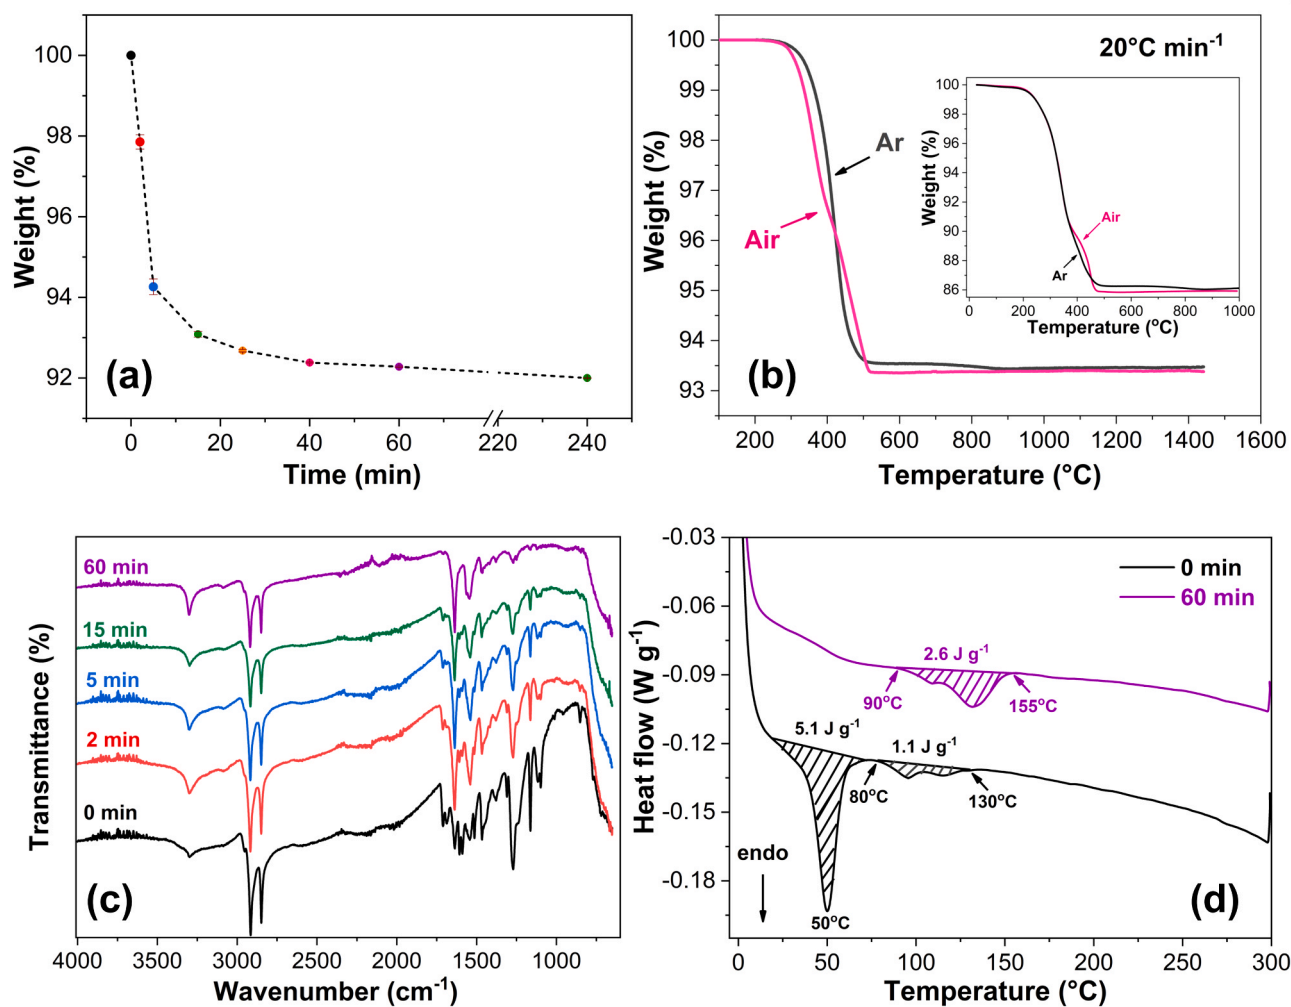 100
98
96
94
92
Weight (%)
(a)
0
20
40
60
220
240
Time (min)
100
99
98
97
96
95
94
93
Weight (%)
20°C min-1
Ar
Air
(b)
200
400
600
800
1000
1200
1400
1600
Temperature (°C)
100
98
96
94
92
90
88
86
Weight (%)
Air
Ar
0
200
400
600
800
1000
Temperature (°C)
60 min
15 min
5 min
2 min
0 min
Transmittance (%)
(c)
4000
3500
3000
2500
2000
1500
1000
Wavenumber (cm-1)
-0.03
-0.06
-0.09
-0.12
-0.15
-0.18
Heat flow (W g-1)
0 min
60 min
2.6 J g-1
90°C
155°C
5.1 J g-1
1.1 J g-1
80°C
130°C
endo
50°C
(d)
0
50
100
150
200
250
300
Temperature (°C)